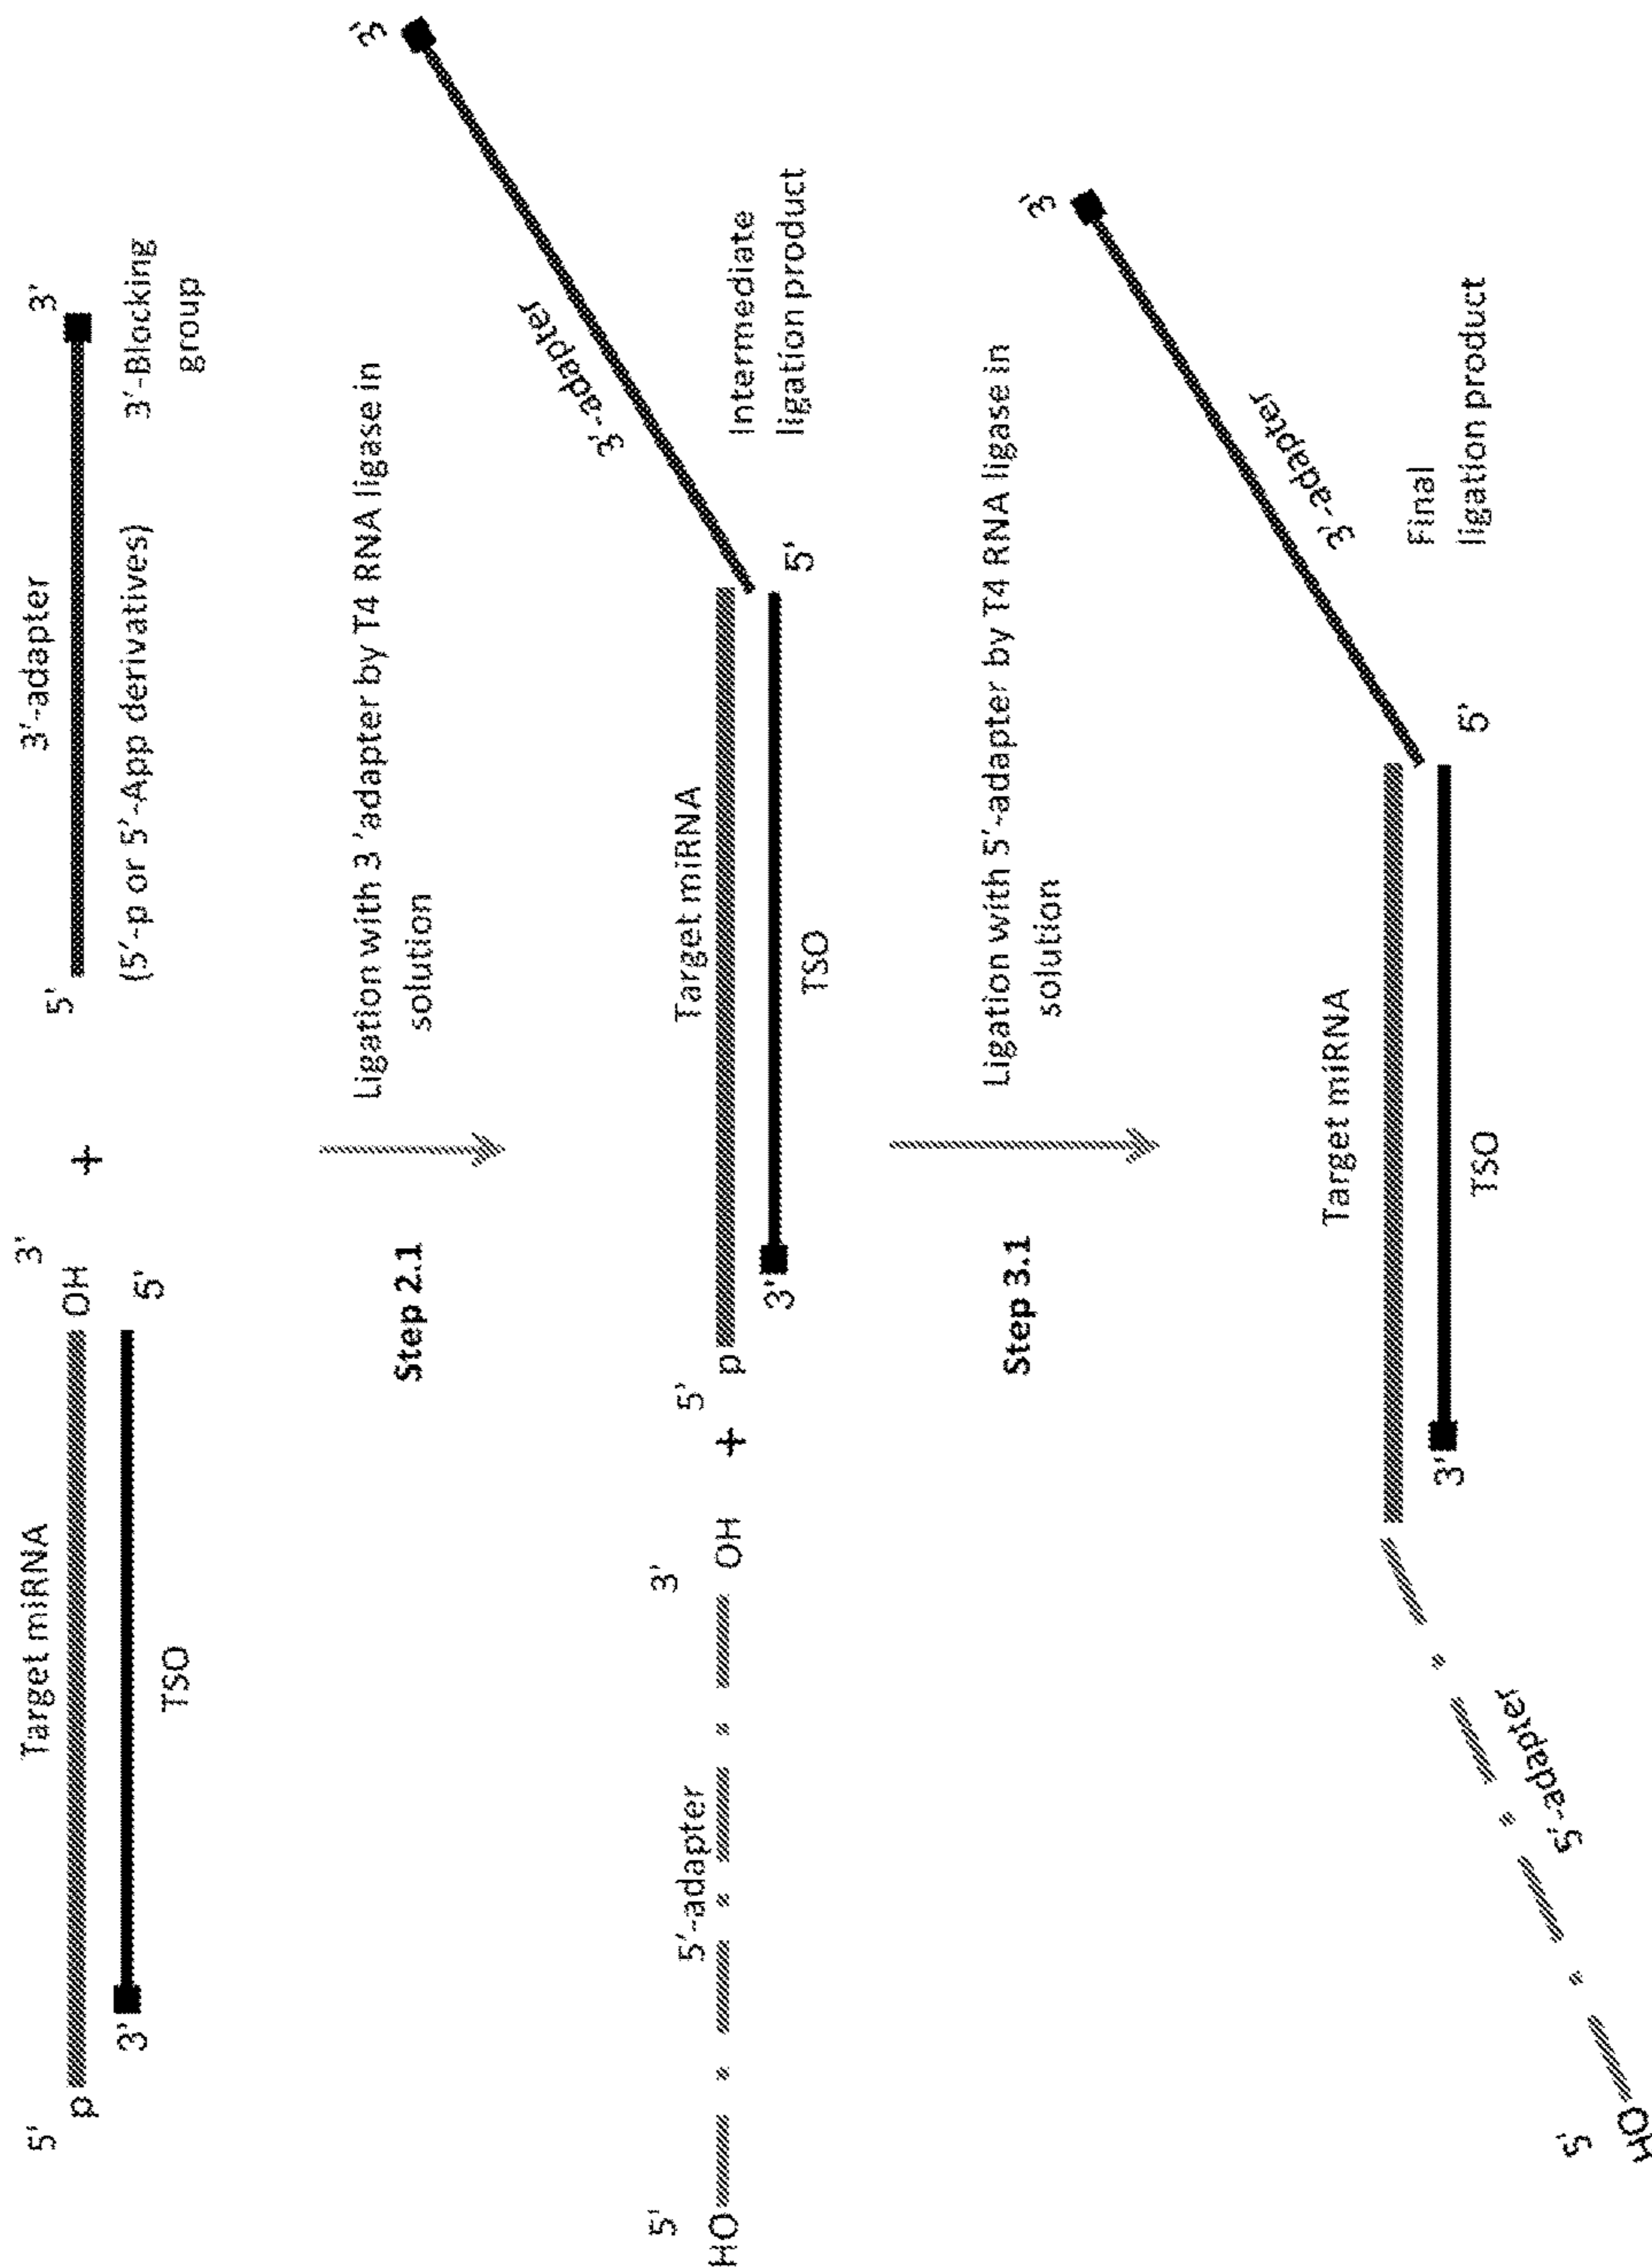 Target miRNA
3'-adapter
5'
3'
5'
3'
p
OH
+
3'
5'
(5'-p or 5'-App derivatives)
3'-Blocking
group
TSO
Step 2.1
Ligation with 3 'adapter by T4 RNA ligase in
solution
3'
3'-adapter
5'-adapter
Target miRNA
5'
3'
5'
HO
OH
+
p
3'
5'
TSO
Intermediate
ligation product
Step 3.1
Ligation with 5'-adapter by T4 RNA ligase in
solution
3'
3'-adapter
Target miRNA
3'
5'
TSO
Final
ligation product
5'-adapter
5'
HO